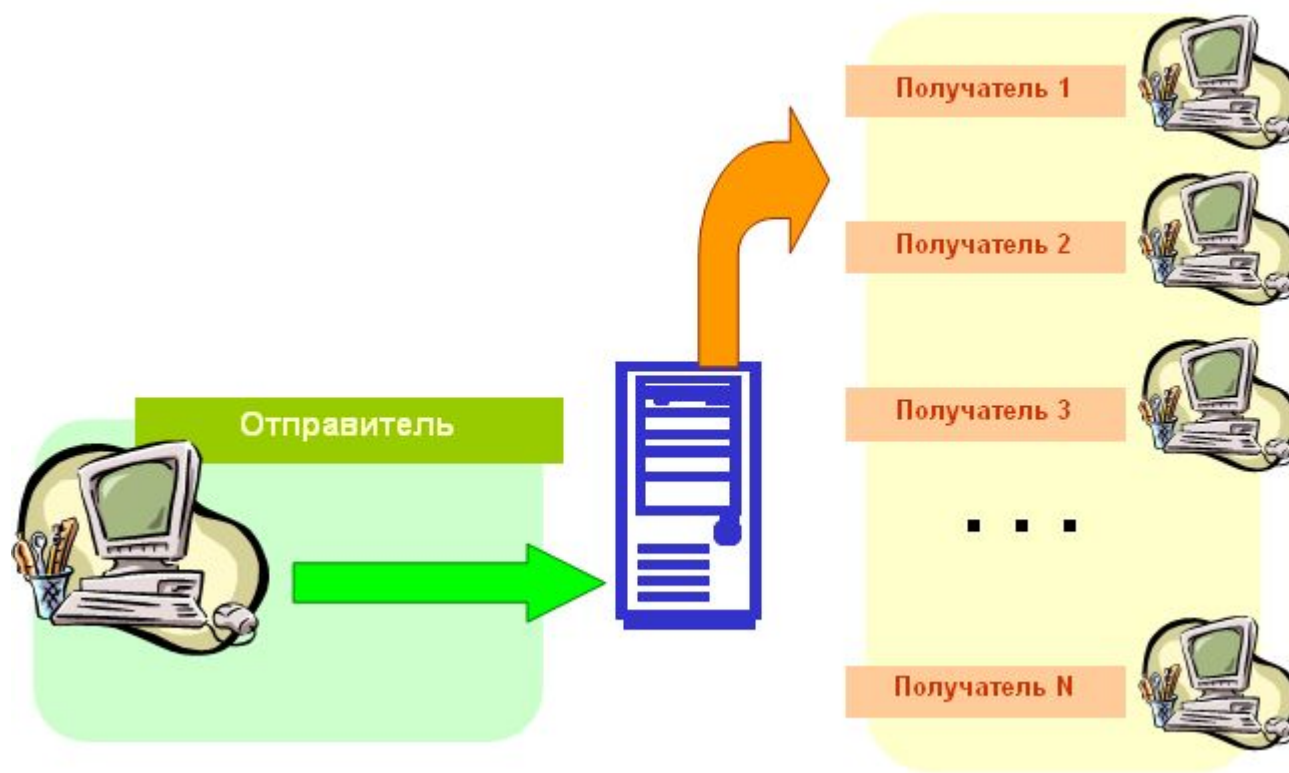 Получатель 1
Получатель 2
Отправитель
Получатель 3
. . .
Получатель N